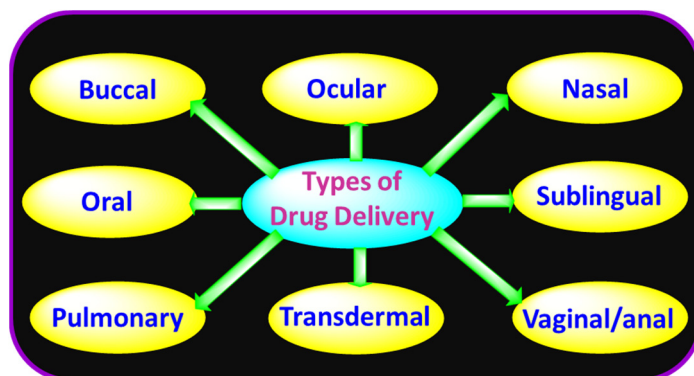 Buccal
Ocular
Nasal
Types of
Drug Delivery
Oral
Sublingual
Pulmonary
Transdermal
Vaginal/anal